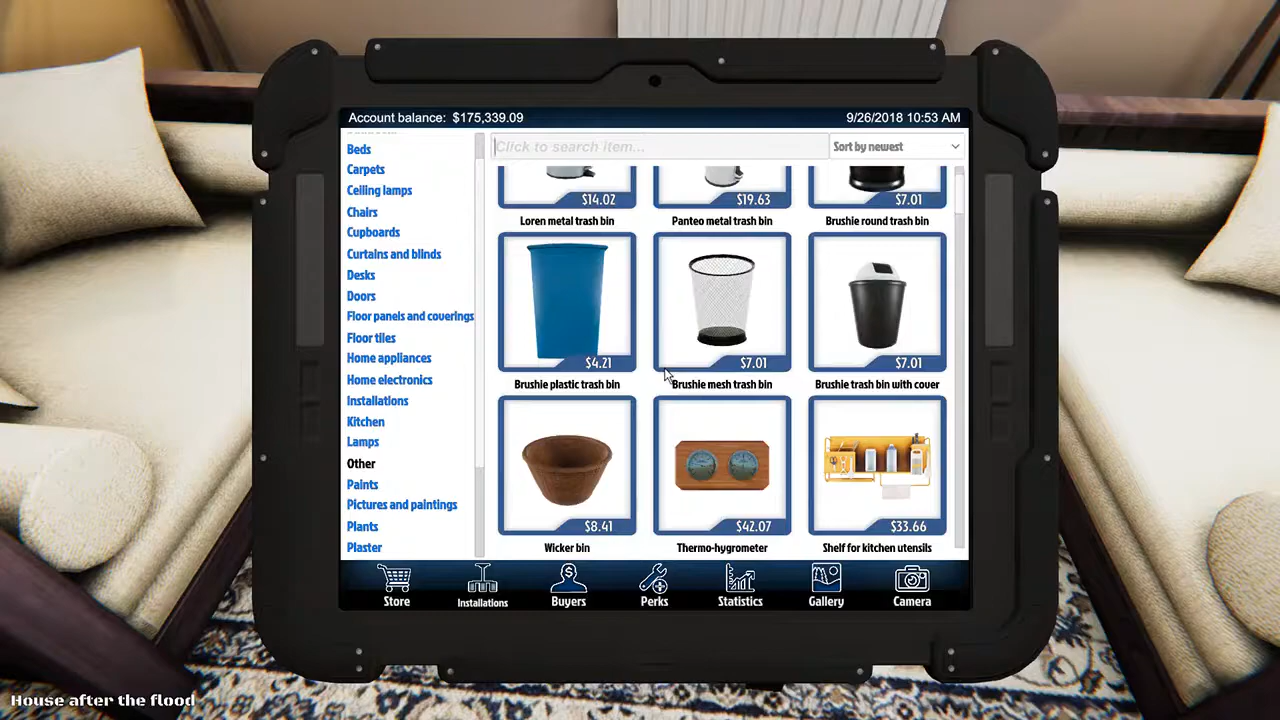 Account balance: $175,339.09
9/26/2018 10:53 AM
Beds
Carpets
Ceiling lamps
Chairs
Cupboards
Curtains and blinds
Desks
Doors
Floor panels and coverings
Floor tiles
Home appliances
Home electronics
Installations
Kitchen
Lamps
Other
Paints
Pictures and paintings
Plants
Plaster
Click to search item...
Sort by newest
$14.02
$19.63
$7.01
Loren metal trash bin
Panteo metal trash bin
Brushie round trash bin
$4.21
$7.01
$7.01
Brushie plastic trash bin
Brushie mesh trash bin
Brushie trash bin with cover
$8.41
$42.07
$33.66
Wicker bin
Thermo-hygrometer
Shelf for kitchen utensils
Store
Installations
Buyers
Perks
Statistics
Gallery
Camera
House after the flood